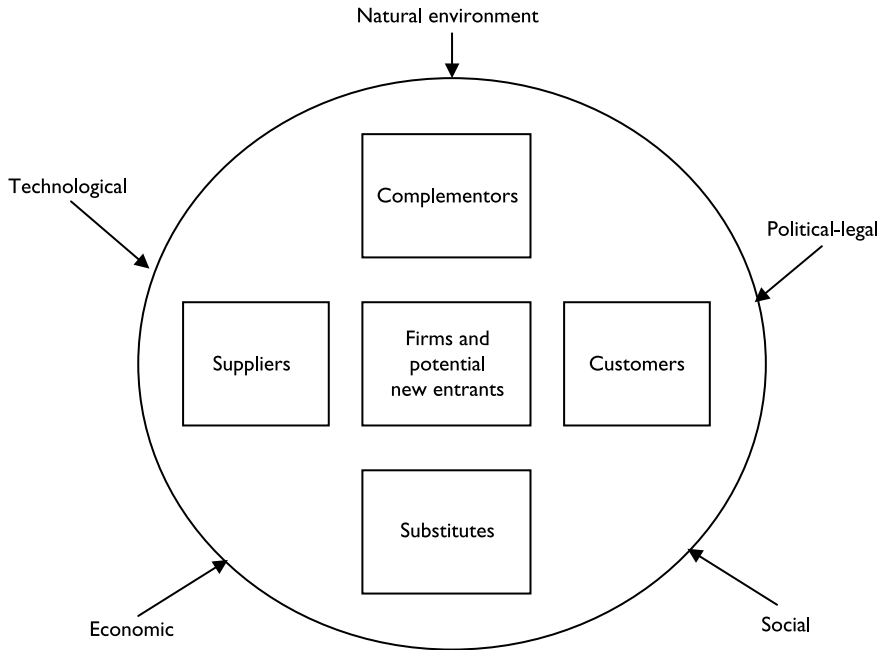 Natural environment
Complementors
Technological
Political-legal
Suppliers
Firms and
potential
new entrants
Customers
Substitutes
Economic
Social